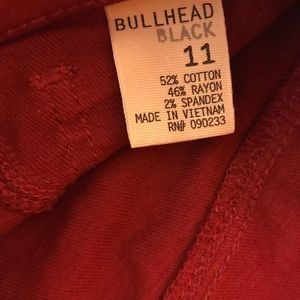 BULLHEAD
BLACK
11
52% COTTON
46% RAYON
2% SPANDEX
MADE IN VIETNAM
RN# 090233